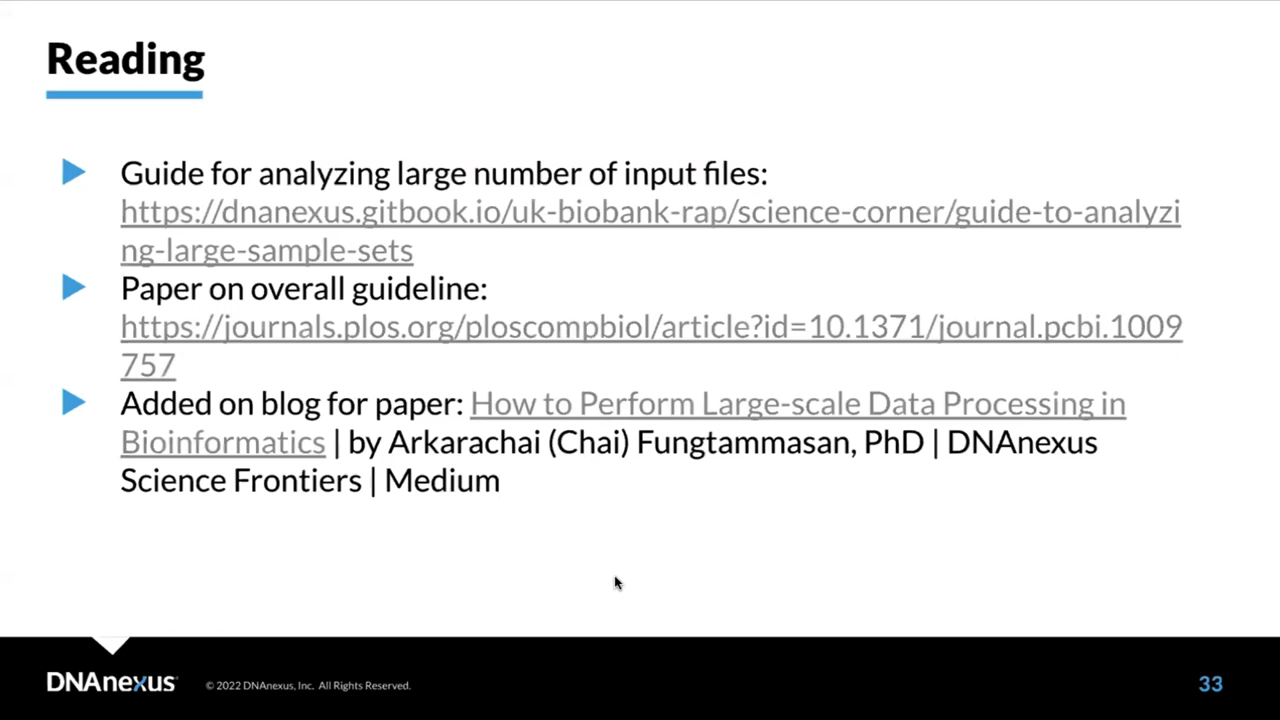 Reading
Guide for analyzing large number of input files:
https://dnanexus.gitbook.io/uk-biobank-rap/science-corner/guide-to-analyzi
ng-large-sample-sets
Paper on overall guideline:
https://journals.plos.org/ploscompbiol/article?id=10.1371/journal.pcbi.1009
757
Added on blog for paper: How to Perform Large-scale Data Processing in
Bioinformatics | by Arkarachai (Chai) Fungtammasan, PhD | DNAnexus
Science Frontiers | Medium
DNAnexus © 2022 DNAnexus, Inc. All Rights Reserved. 33